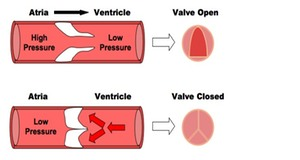 Atria Ventricle Valve Open
High Low
Pressure Pressure
Atria Ventricle Valve Closed
Low
Pressure